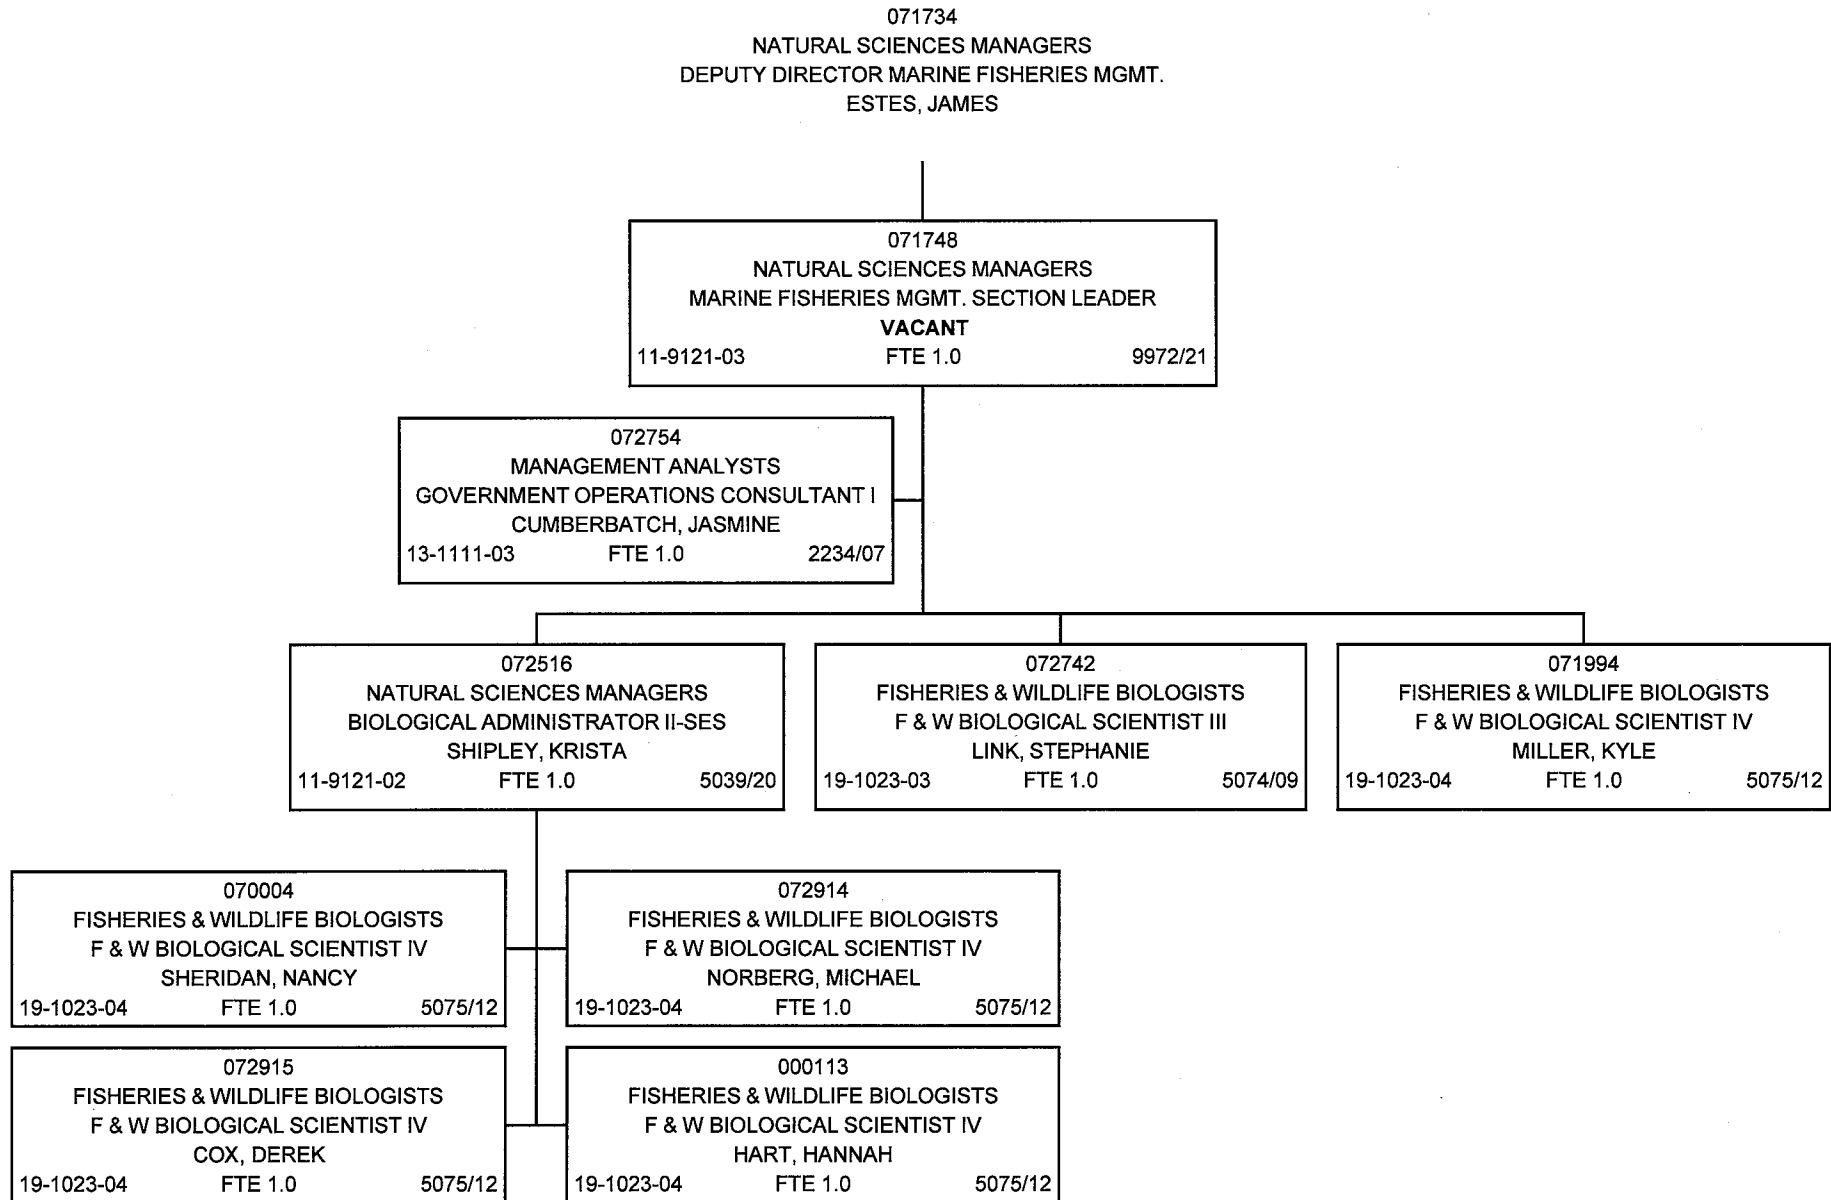 071734
NATURAL SCIENCES MANAGERS
DEPUTY DIRECTOR MARINE FISHERIES MGMT.
ESTES, JAMES
071748
NATURAL SCIENCES MANAGERS
MARINE FISHERIES MGMT. SECTION LEADER
VACANT
11-9121-03 FTE 1.0 9972/21
072754
MANAGEMENT ANALYSTS
GOVERNMENT OPERATIONS CONSULTANT I
CUMBERBATCH, JASMINE
13-1111-03 FTE 1.0 2234/07
072516
NATURAL SCIENCES MANAGERS
BIOLOGICAL ADMINISTRATOR II-SES
SHIPLEY, KRISTA
11-9121-02 FTE 1.0 5039/20
072742
FISHERIES & WILDLIFE BIOLOGISTS
F & W BIOLOGICAL SCIENTIST III
LINK, STEPHANIE
19-1023-03 FTE 1.0 5074/09
071994
FISHERIES & WILDLIFE BIOLOGISTS
F & W BIOLOGICAL SCIENTIST IV
MILLER, KYLE
19-1023-04 FTE 1.0 5075/12
070004
FISHERIES & WILDLIFE BIOLOGISTS
F & W BIOLOGICAL SCIENTIST IV
SHERIDAN, NANCY
19-1023-04 FTE 1.0 5075/12
072914
FISHERIES & WILDLIFE BIOLOGISTS
F & W BIOLOGICAL SCIENTIST IV
NORBERG, MICHAEL
19-1023-04 FTE 1.0 5075/12
072915
FISHERIES & WILDLIFE BIOLOGISTS
F & W BIOLOGICAL SCIENTIST IV
COX, DEREK
19-1023-04 FTE 1.0 5075/12
000113
FISHERIES & WILDLIFE BIOLOGISTS
F & W BIOLOGICAL SCIENTIST IV
HART, HANNAH
19-1023-04 FTE 1.0 5075/12